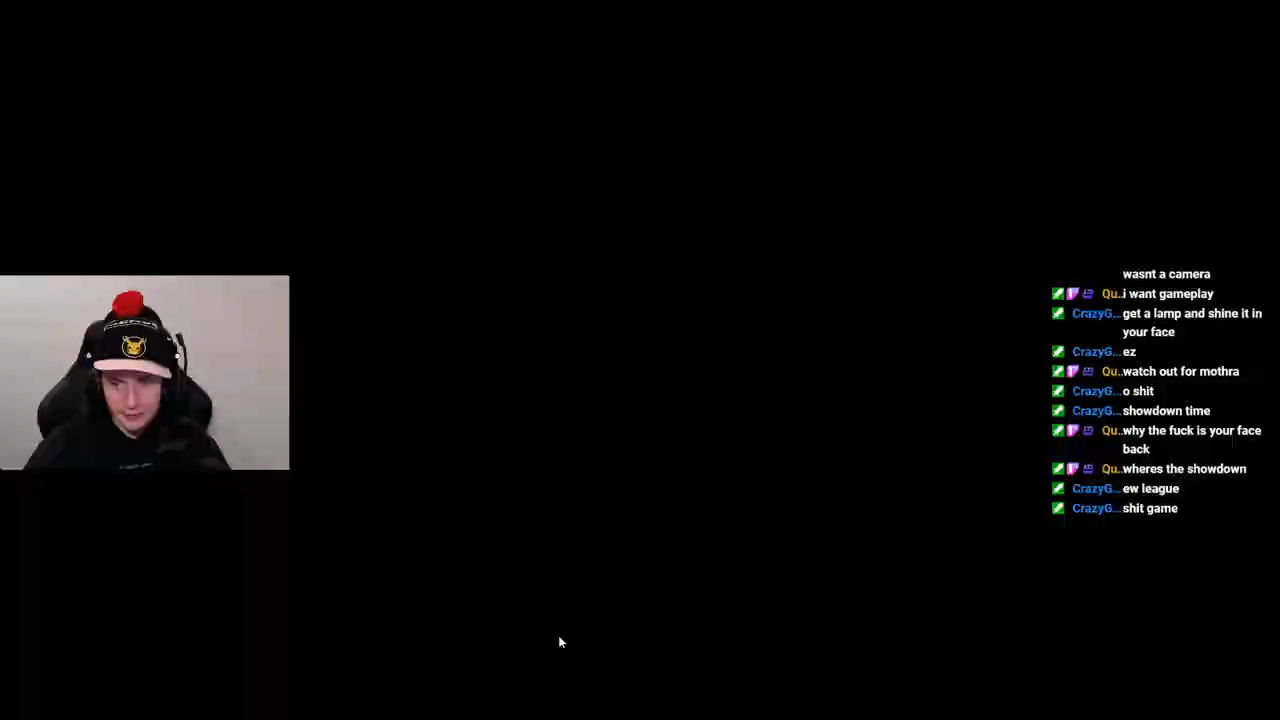 wasnt a camera
Qu..i want gameplay
CrazyG...get a lamp and shine it in
your face
CrazyG...ez
Qu..watch out for mothra
CrazyG...o shit
CrazyG...showdown time
Qu..why the fuck is your face
back
Qu..wheres the showdown
CrazyG...ew league
CrazyG...shit game